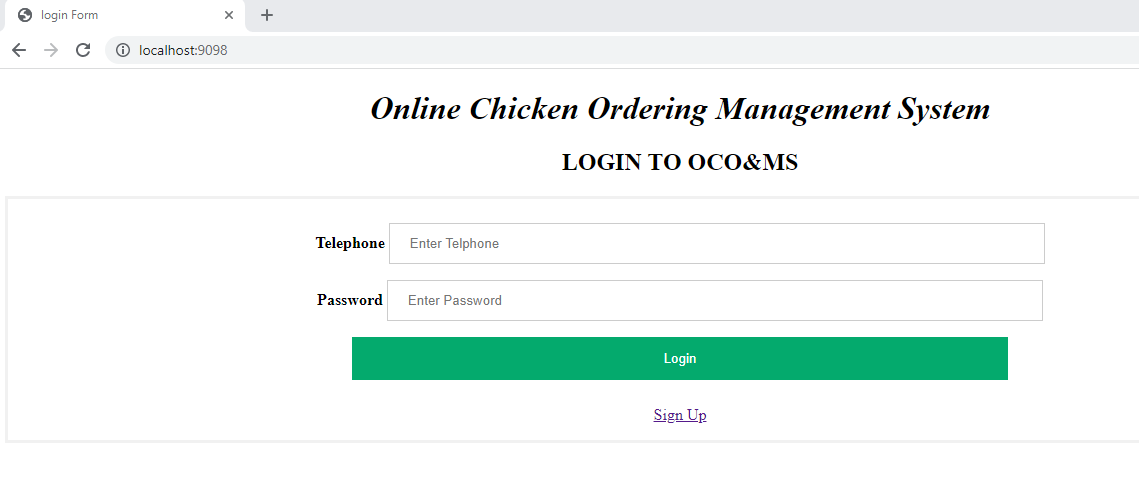 login Form
localhost:9098
Online Chicken Ordering Management System
LOGIN TO OCO&MS
Telephone Enter Telphone
Password Enter Password
Login
Sign Up